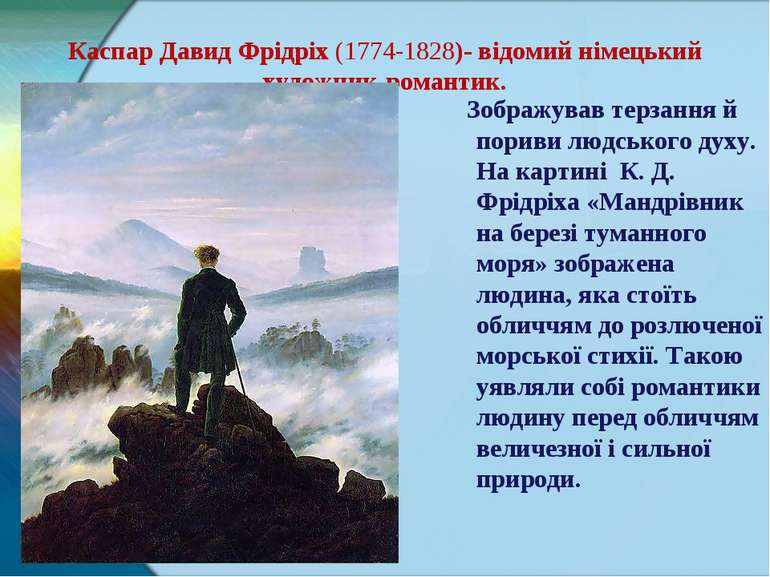 Каспар Давид Фрідріх (1774-1828)- відомий німецький
художник-романтик.
Зображував терзання й
пориви людського духу.
На картині К. Д.
Фрідріха «Мандрівник
на березі туманного
моря» зображена
людина, яка стоїть
обличчям до розлюченої
морської стихії. Такою
уявляли собі романтики
людину перед обличчям
величезної і сильної
природи.